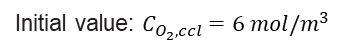 Initial value: C_{O_2,ccl} = 6 mol/m^3